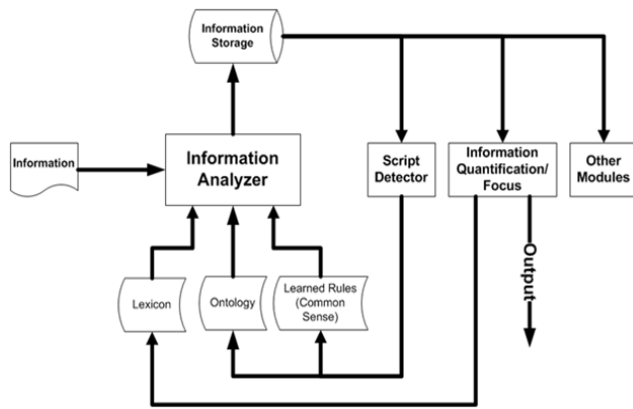 Information
Storage
Information
Information
Analyzer
Script
Detector
Information
Quantification/
Focus
Other
Modules
Output
Lexicon
Ontology
Learned Rules
(Common
Sense)